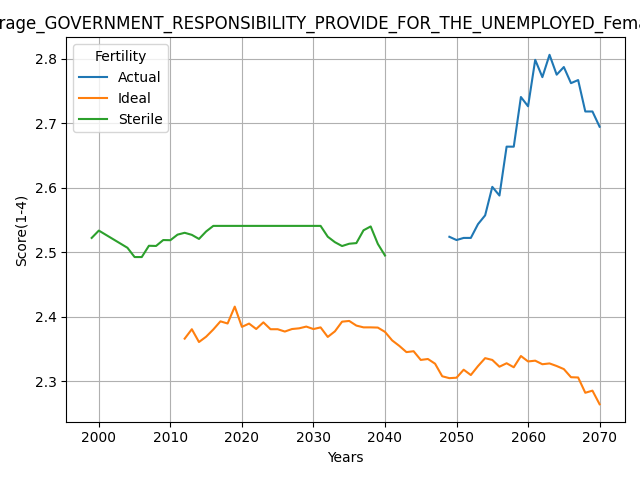 rage_GOVERNMENT_RESPONSIBILITY_PROVIDE_FOR_THE_UNEMPLOYED_Fema
Fertility
Actual
Ideal
Sterile
Score(1-4)
2.8
2.7
2.6
2.5
2.4
2.3
2000 2010 2020 2030 2040 2050 2060 2070
Years